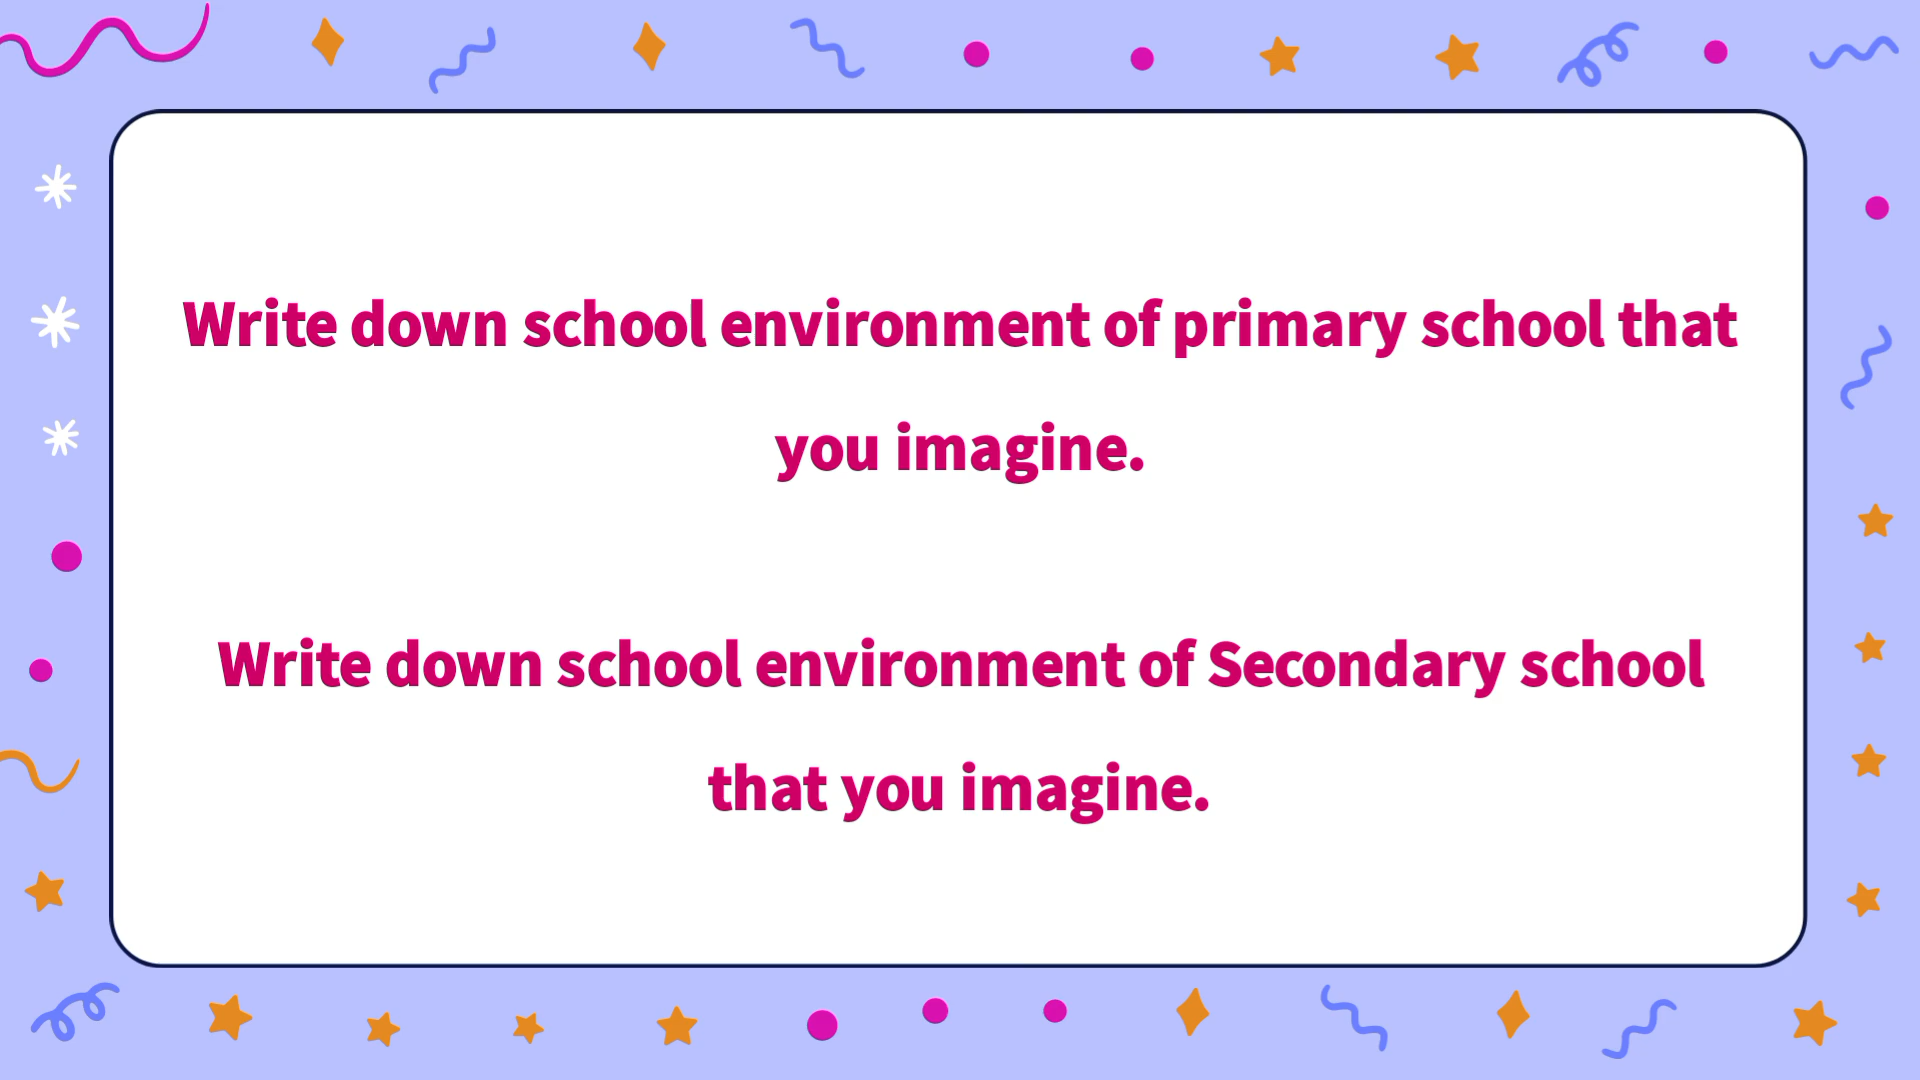 Write down school environment of primary school that
you imagine.
Write down school environment of Secondary school
that you imagine.